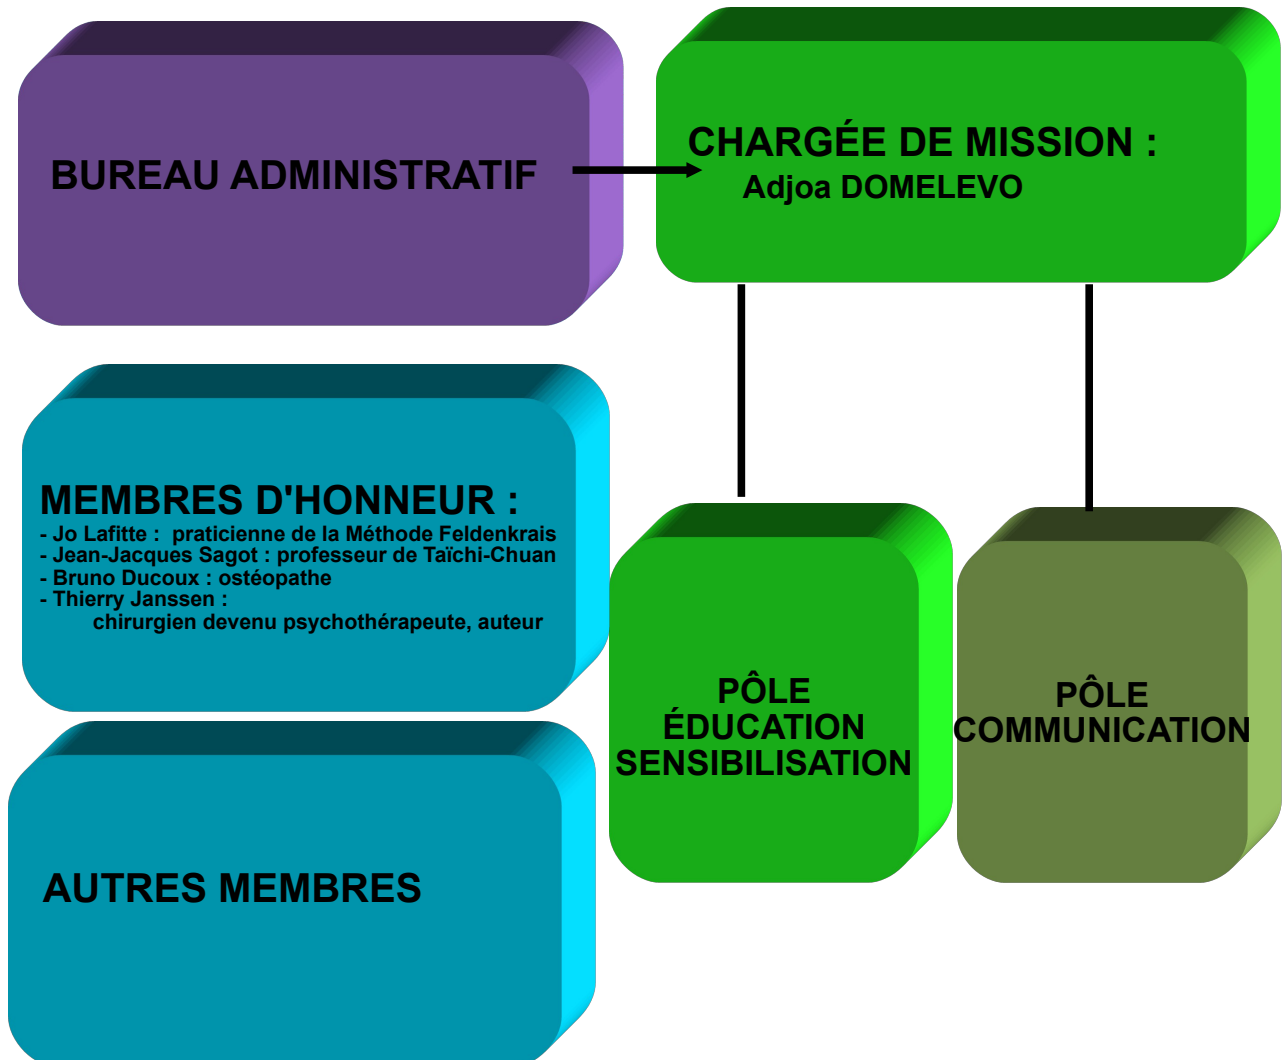 BUREAU ADMINISTRATIF
CHARGÉE DE MISSION :
Adjoa DOMELEVO
MEMBRES D'HONNEUR :
- Jo Lafitte :  praticienne de la Méthode Feldenkrais
- Jean-Jacques Sagot : professeur de Taïchi-Chuan
- Bruno Ducoux : ostéopathe
- Thierry Janssen :
chirurgien devenu psychothérapeute, auteur
PÔLE
ÉDUCATION
SENSIBILISATION
PÔLE
COMMUNICATION
AUTRES MEMBRES